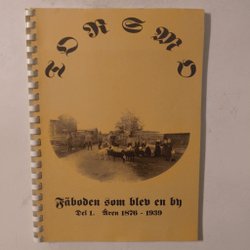 FORSMO
Fäboden som blev en by
Del 1. Åren 1876 - 1939